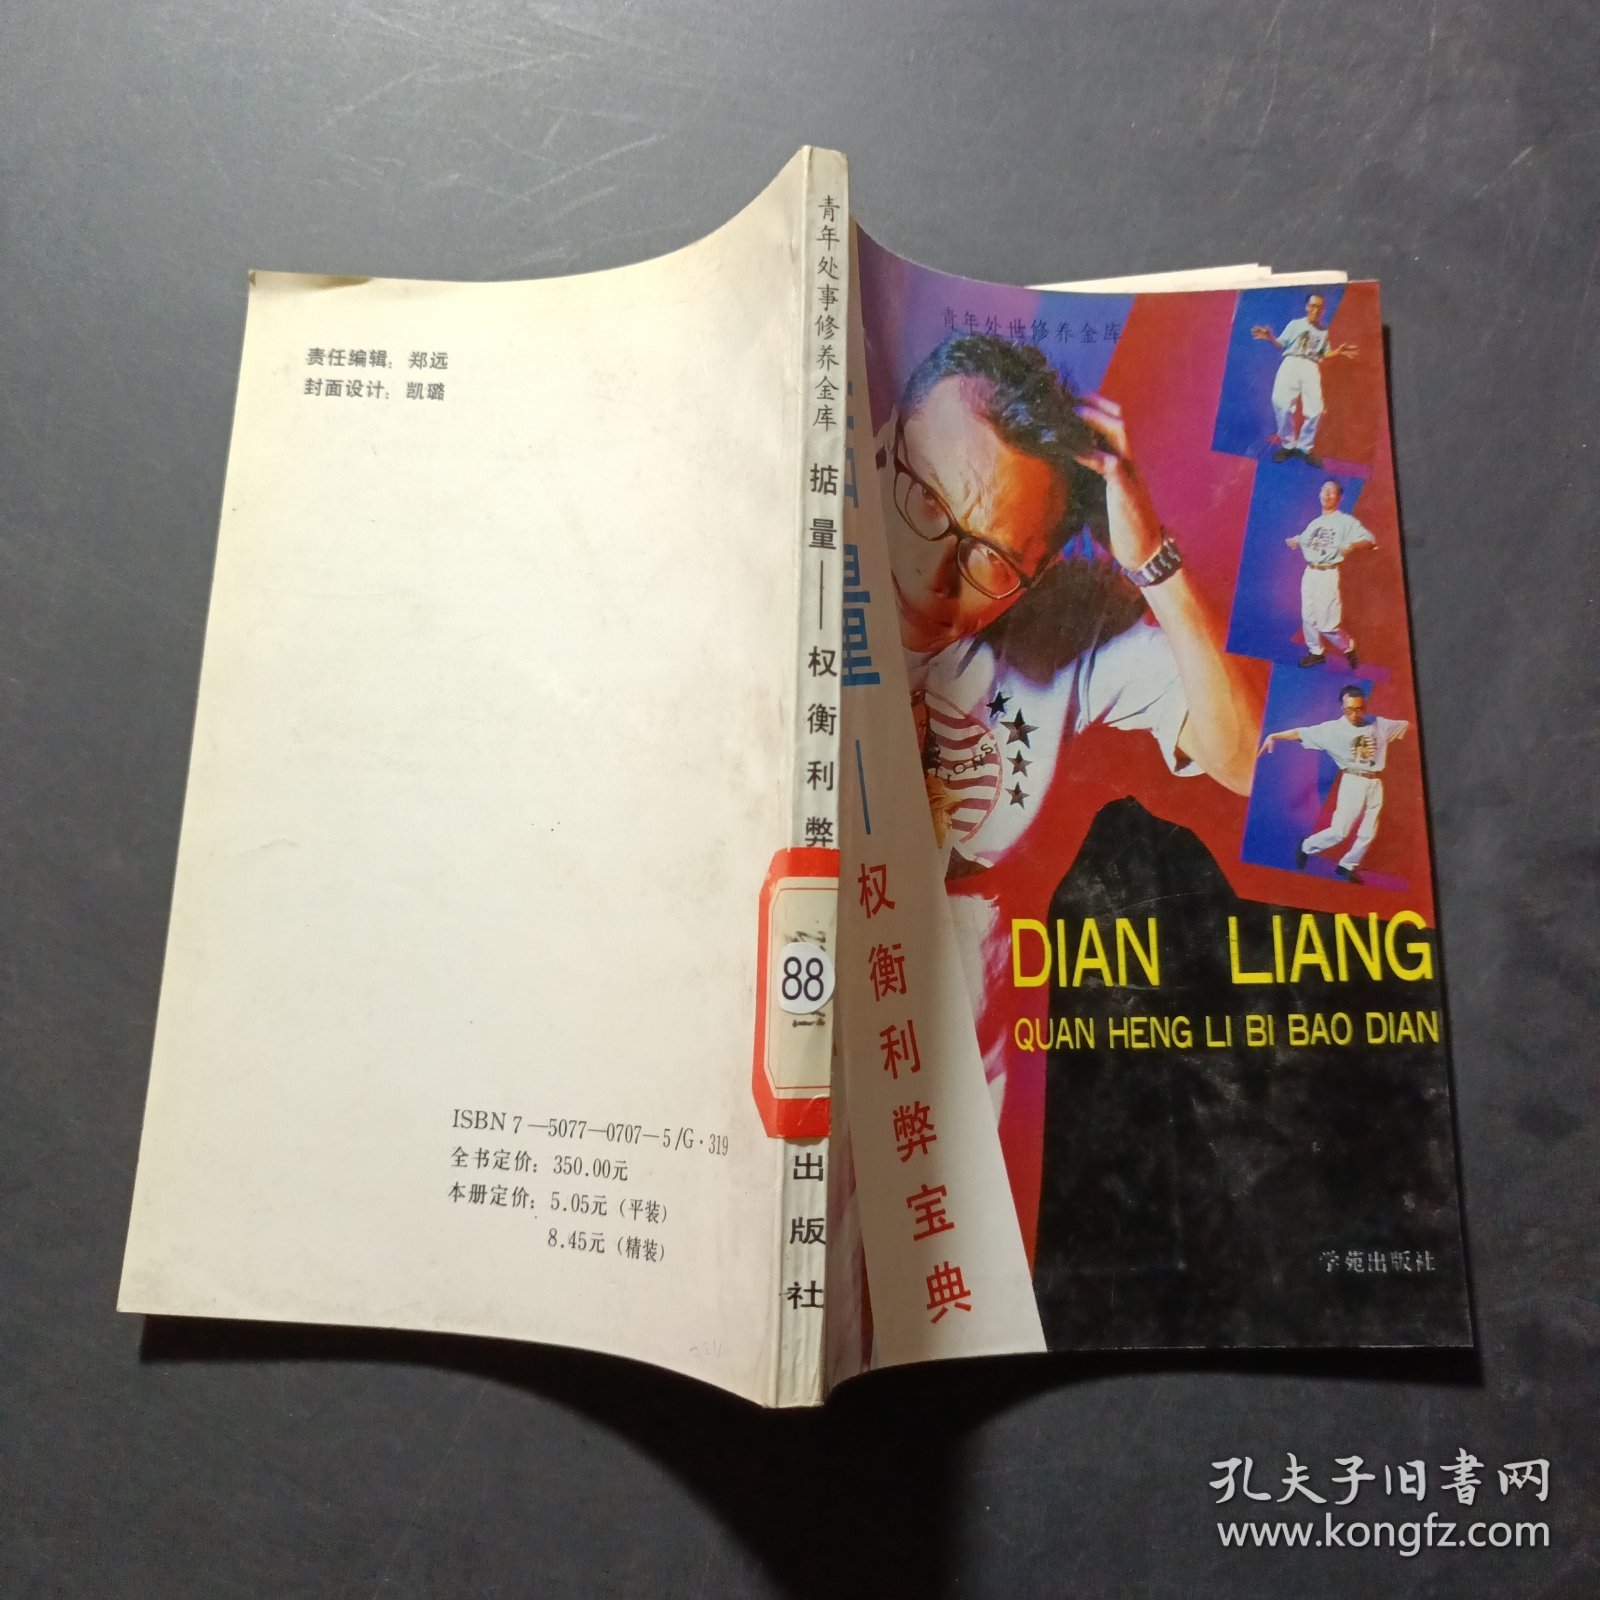 责任编辑：郑远
封面设计：凯璐
ISBN 7—5077—0707—5/G·319
全书定价：350.00元
本册定价：5.05元（平装）
8.45元（精装）
青年处事修养金库
掂量——权衡利弊
88
出版社
青年处世修养金库
量——权衡利弊宝典
DIAN LIANG
QUAN HENG LI BI BAO DIAN
学苑出版社
孔夫子旧书网
www.kongfz.com